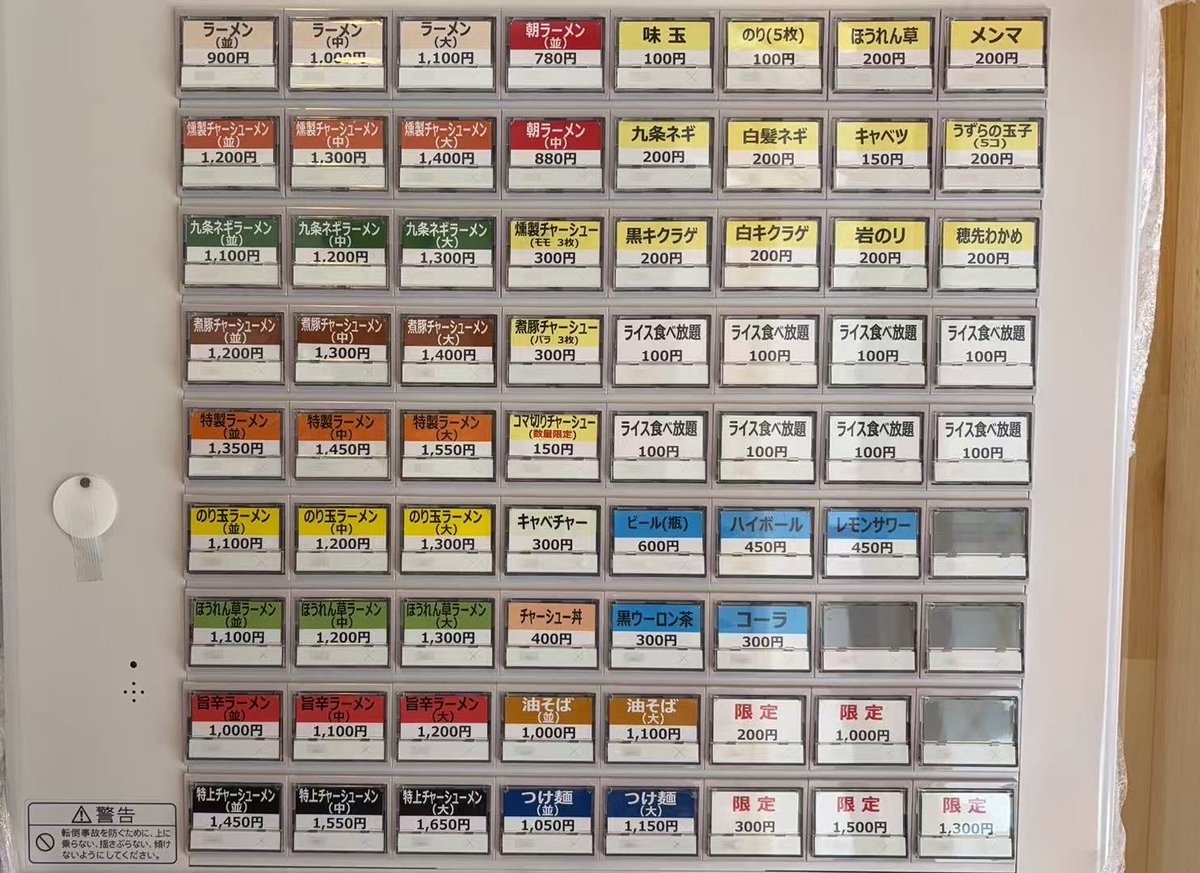 ラーメン
(並)
900円
ラーメン
(中)
1,000円
ラーメン
(大)
1,100円
朝ラーメン
(並)
780円
味玉
100円
のり(5枚)
100円
ほうれん草
200円
メンマ
200円
燻製チャーシューメン
(並)
1,200円
燻製チャーシューメン
(中)
1,300円
燻製チャーシューメン
(大)
1,400円
朝ラーメン
(中)
880円
九条ネギ
200円
白髪ネギ
200円
キャベツ
150円
うずらの玉子
(5コ)
200円
九条ネギラーメン
(並)
1,100円
九条ネギラーメン
(中)
1,200円
九条ネギラーメン
(大)
1,300円
燻製チャーシュー
(モモ 3枚)
300円
黒キクラゲ
200円
白キクラゲ
200円
岩のリ
200円
穂先わかめ
200円
煮豚チャーシューメン
(並)
1,200円
煮豚チャーシューメン
(中)
1,300円
煮豚チャーシューメン
(大)
1,400円
煮豚チャーシュー
(バラ 3枚)
300円
ライス食べ放題
100円
ライス食べ放題
100円
ライス食べ放題
100円
ライス食べ放題
100円
特製ラーメン
(並)
1,350円
特製ラーメン
(中)
1,450円
特製ラーメン
(大)
1,550円
コマ切りチャーシュー
(数量限定)
150円
ライス食べ放題
100円
ライス食べ放題
100円
ライス食べ放題
100円
ライス食べ放題
100円
のり玉ラーメン
(並)
1,100円
のり玉ラーメン
(中)
1,200円
のり玉ラーメン
(大)
1,300円
キャベチャー
300円
ビール(瓶)
600円
ハイボール
450円
レモンサワー
450円
ほうれん草ラーメン
(並)
1,100円
ほうれん草ラーメン
(中)
1,200円
ほうれん草ラーメン
(大)
1,300円
チャーシュー丼
400円
黒ウーロン茶
300円
コーラ
300円
旨辛ラーメン
(並)
1,000円
旨辛ラーメン
(中)
1,100円
旨辛ラーメン
(大)
1,200円
油そば
(並)
1,000円
油そば
(大)
1,100円
限定
200円
限定
1,000円
特上チャーシューメン
(並)
1,450円
特上チャーシューメン
(中)
1,550円
特上チャーシューメン
(大)
1,650円
つけ麺
(並)
1,050円
つけ麺
(大)
1,150円
限定
300円
限定
1,500円
限定
1,300円
警告
転倒事故を防ぐために、上に
乗らない、揺さぶらない、傾け
ないようにしてください。